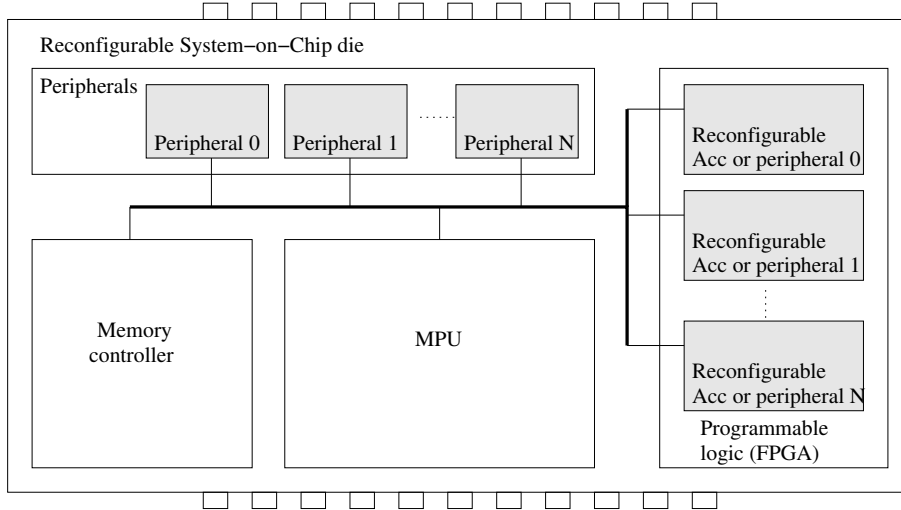 Reconfigurable System−on−Chip die
Peripherals
Peripheral 0
Peripheral 1
Peripheral N
Reconfigurable
Acc or peripheral 0
Reconfigurable
Acc or peripheral 1
Reconfigurable
Acc or peripheral N
Programmable
logic (FPGA)
Memory
controller
MPU